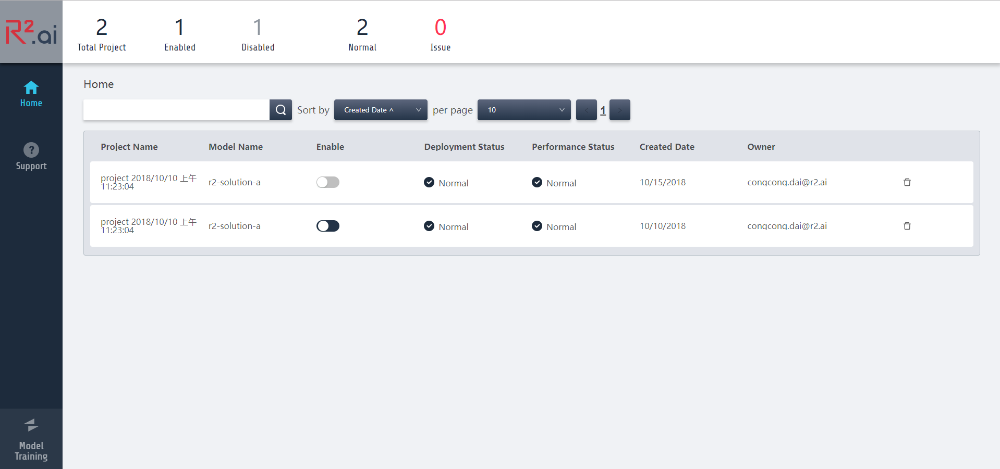 R².ai
2
Total Project
1
Enabled
1
Disabled
2
Normal
0
Issue
Home
Support
Model
Training
Home
Sort by
Created Date ^
per page
10
< 1 >
Project Name Model Name Enable Deployment Status Performance Status Created Date Owner
project 2018/10/10 上午
11:23:04
r2-solution-a Normal Normal 10/15/2018 congcong.dai@r2.ai
project 2018/10/10 上午
11:23:04
r2-solution-a Normal Normal 10/10/2018 congcong.dai@r2.ai